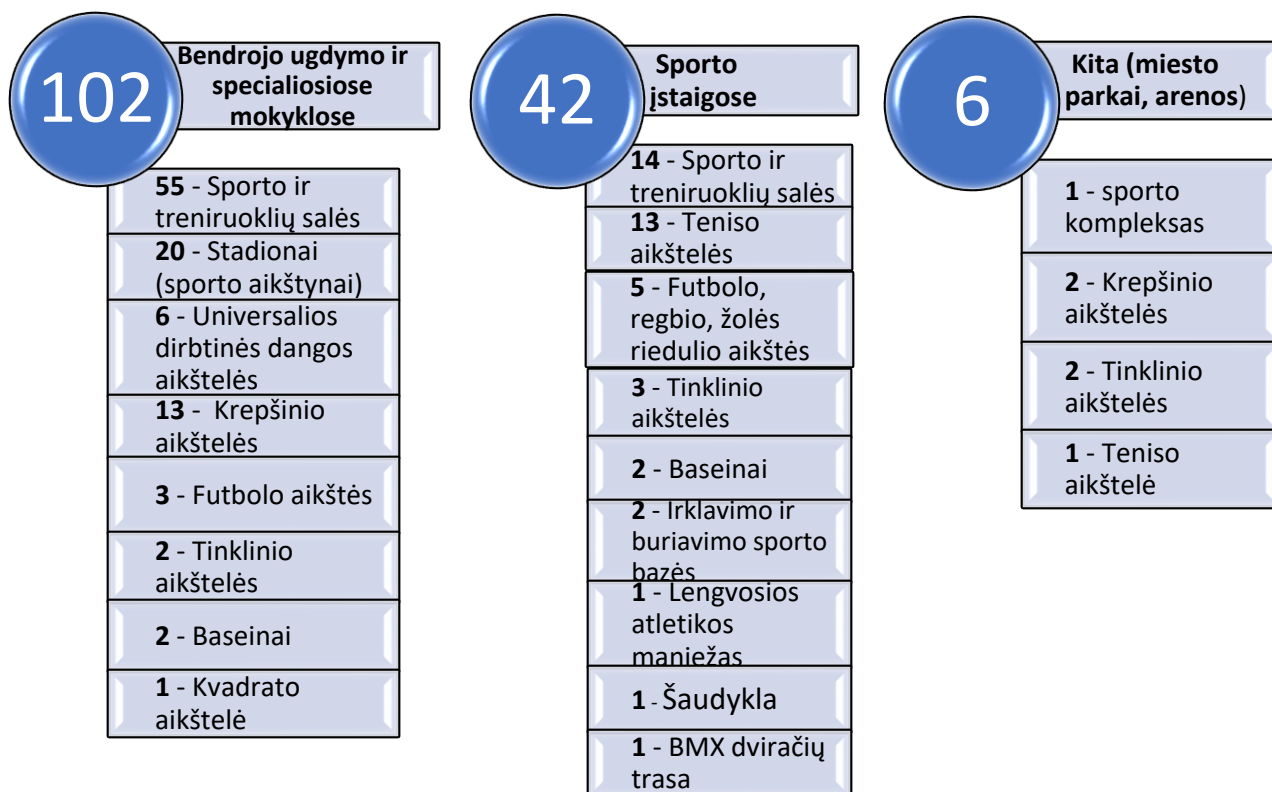 102
Bendrojo ugdymo ir
specialiosiose
mokyklose
55 - Sporto ir
treniruoklių salės
20 - Stadionai
(sporto aikštynai)
6 - Universalios
dirbtinės dangos
aikštelės
13 - Krepšinio
aikštelės
3 - Futbolo aikštės
2 - Tinklinio
aikštelės
2 - Baseinai
1 - Kvadrato
aikštelė
42
Sporto
įstaigose
14 - Sporto ir
treniruoklių salės
13 - Teniso
aikštelės
5 - Futbolo,
regbio, žolės
riedulio aikštės
3 - Tinklinio
aikštelės
2 - Baseinai
2 - Irklavimo ir
buriavimo sporto
bazės
1 - Lengvosios
atletikos
maniežas
1 - Šaudykla
1 - BMX dviračių
trasa
6
Kita (miesto
parkai, arenos)
1 - sporto
kompleksas
2 - Krepšinio
aikštelės
2 - Tinklinio
aikštelės
1 - Teniso
aikštelė